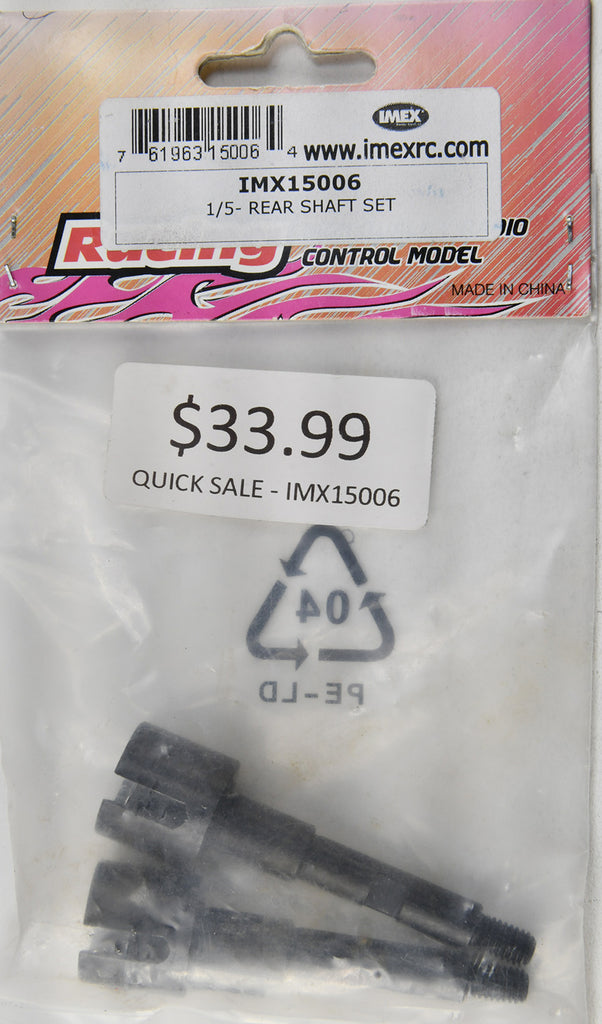 IMEX
7 61963 15006 4
www.imexrc.com
IMX15006
1/5- REAR SHAFT SET
Racing
CONTROL MODEL
MADE IN CHINA
$33.99
QUICK SALE - IMX15006
04
PE-LD